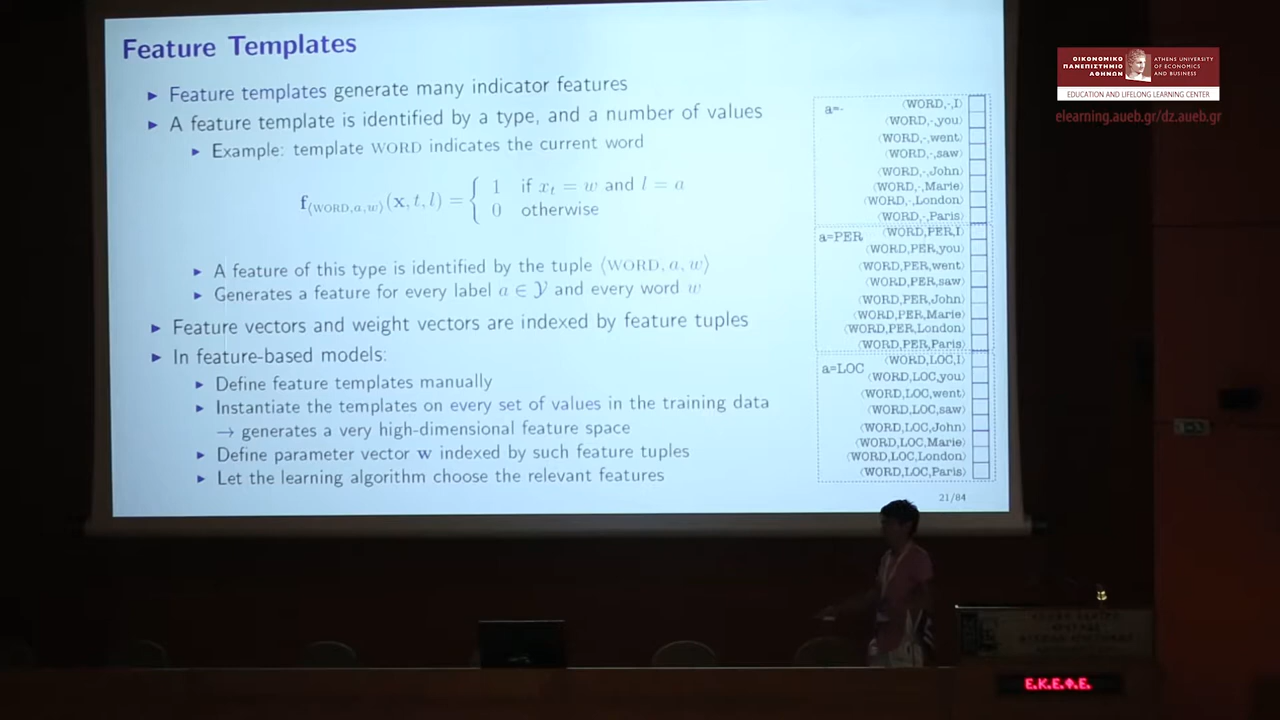 Feature Templates
► Feature templates generate many indicator features
► A feature template is identified by a type, and a number of values
► Example: template WORD indicates the current word
f⟨WORD,a,w⟩(x, t, l) = { 1 if xₜ = w and l = a
0 otherwise
► A feature of this type is identified by the tuple ⟨WORD, a, w⟩
► Generates a feature for every label a ∈ 𝒴 and every word w
► Feature vectors and weight vectors are indexed by feature tuples
► In feature-based models:
► Define feature templates manually
► Instantiate the templates on every set of values in the training data
→ generates a very high-dimensional feature space
► Define parameter vector w indexed by such feature tuples
► Let the learning algorithm choose the relevant features
a=-
⟨WORD,-,I⟩
⟨WORD,-,you⟩
⟨WORD,-,went⟩
⟨WORD,-,saw⟩
⟨WORD,-,John⟩
⟨WORD,-,Marie⟩
⟨WORD,-,London⟩
⟨WORD,-,Paris⟩
a=PER
⟨WORD,PER,I⟩
⟨WORD,PER,you⟩
⟨WORD,PER,went⟩
⟨WORD,PER,saw⟩
⟨WORD,PER,John⟩
⟨WORD,PER,Marie⟩
⟨WORD,PER,London⟩
⟨WORD,PER,Paris⟩
a=LOC
⟨WORD,LOC,I⟩
⟨WORD,LOC,you⟩
⟨WORD,LOC,went⟩
⟨WORD,LOC,saw⟩
⟨WORD,LOC,John⟩
⟨WORD,LOC,Marie⟩
⟨WORD,LOC,London⟩
⟨WORD,LOC,Paris⟩
21/84
ΟΙΚΟΝΟΜΙΚΟ
ΠΑΝΕΠΙΣΤΗΜΙΟ
ΑΘΗΝΩΝ
ATHENS UNIVERSITY
OF ECONOMICS
AND BUSINESS
EDUCATION AND LIFELONG LEARNING CENTER
elearning.aueb.gr/dz.aueb.gr
Ε.Κ.Ε.Φ.Ε.